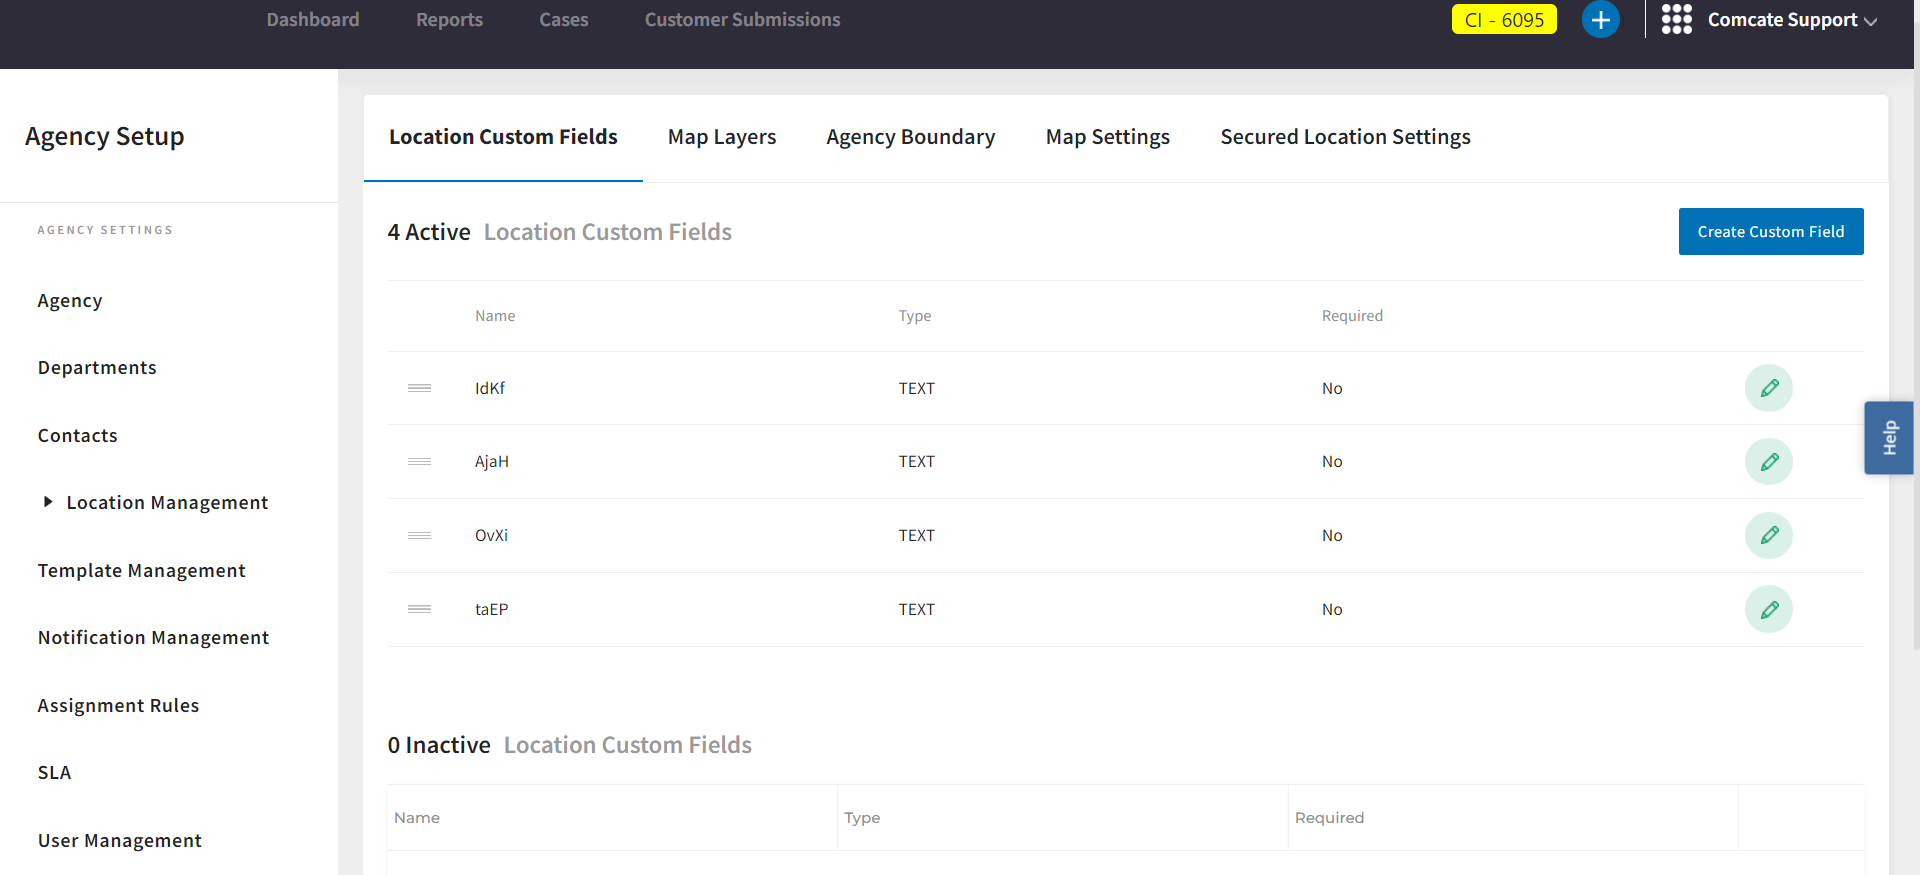 Dashboard Reports Cases Customer Submissions CI - 6095 Comcate Support
Agency Setup
AGENCY SETTINGS
Agency
Departments
Contacts
Location Management
Template Management
Notification Management
Assignment Rules
SLA
User Management
Location Custom Fields Map Layers Agency Boundary Map Settings Secured Location Settings
4 Active Location Custom Fields Create Custom Field
Name Type Required
IdKf TEXT No
AjaH TEXT No
OvXi TEXT No
taEP TEXT No
0 Inactive Location Custom Fields
Name Type Required
Help